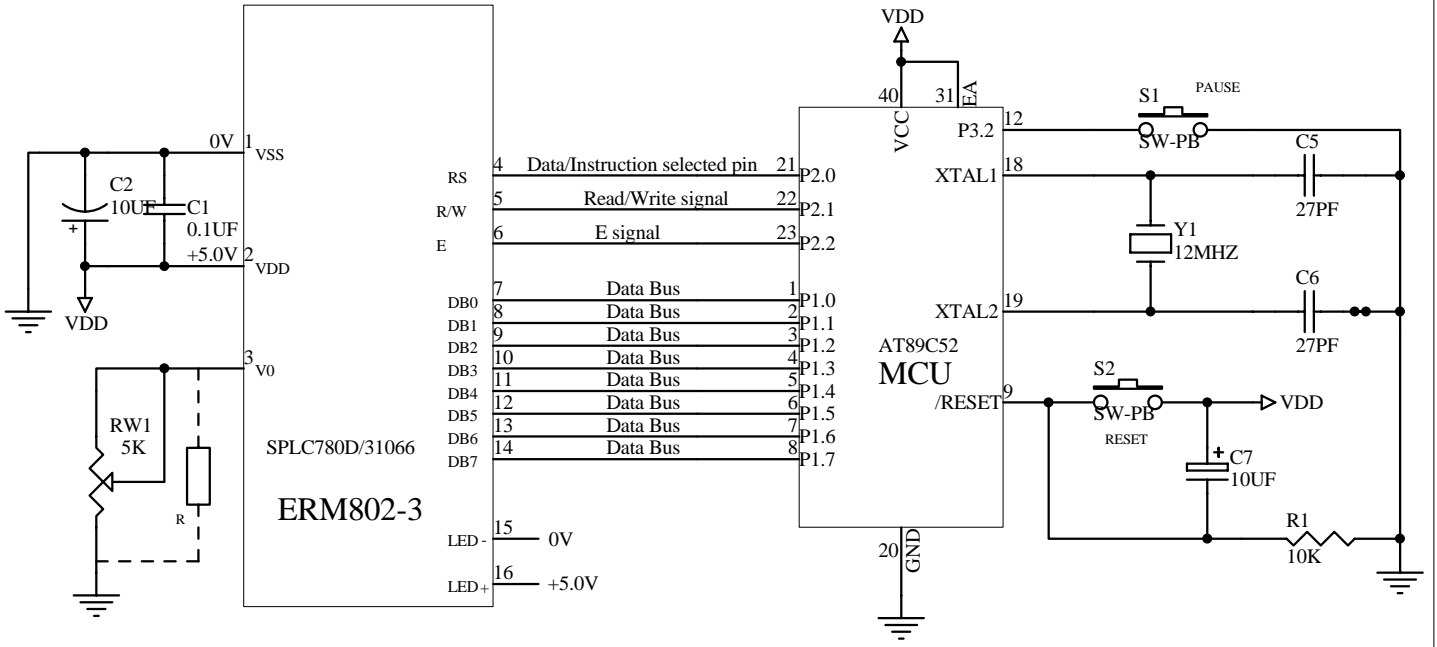 0V
1
VSS
C2
10UF
C1
0.1UF
+
+5.0V
2
VDD
VDD
3
V0
RW1
5K
R
SPLC780D/31066
ERM802-3
RS
4
R/W
5
E
6
DB0
7
DB1
8
DB2
9
DB3
10
DB4
11
DB5
12
DB6
13
DB7
14
LED -
15
0V
LED+
16
+5.0V
Data/Instruction selected pin
Read/Write signal
E signal
Data Bus
Data Bus
Data Bus
Data Bus
Data Bus
Data Bus
Data Bus
Data Bus
21
P2.0
22
P2.1
23
P2.2
1
P1.0
2
P1.1
3
P1.2
4
P1.3
5
P1.4
6
P1.5
7
P1.6
8
P1.7
VDD
40
VCC
31
EA
P3.2
12
XTAL1
18
XTAL2
19
AT89C52
MCU
/RESET
9
20
GND
S1
PAUSE
SW-PB
C5
27PF
Y1
12MHZ
C6
27PF
S2
SW-PB
RESET
VDD
+
C7
10UF
R1
10K